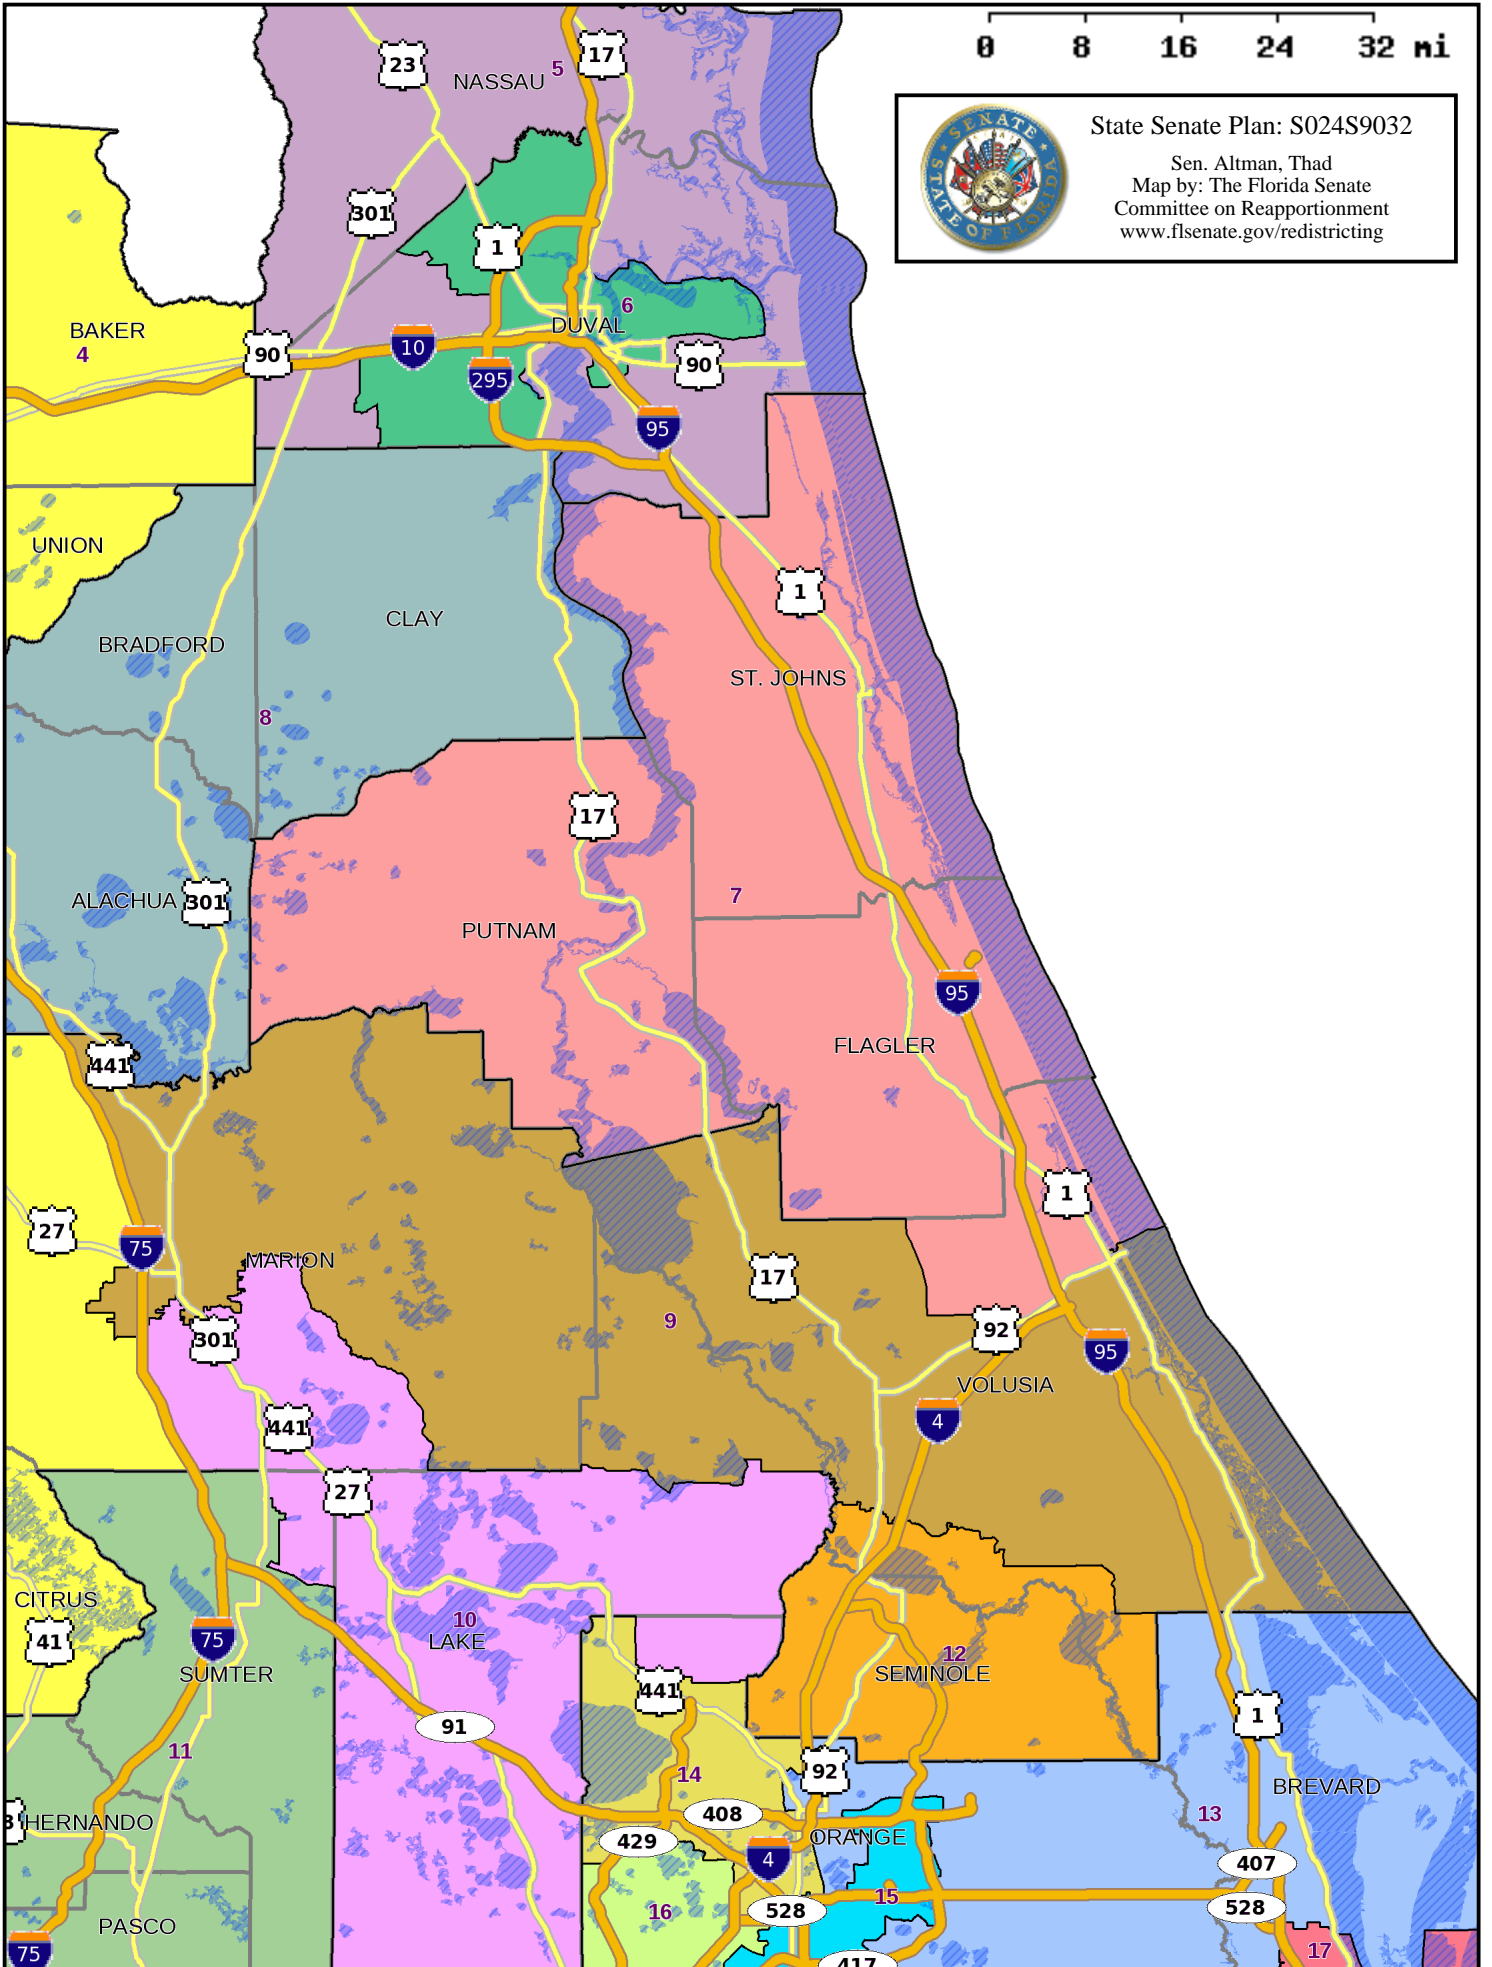 0 8 16 24 32 mi
State Senate Plan: S024S9032
Sen. Altman, Thad
Map by: The Florida Senate
Committee on Reapportionment
www.flsenate.gov/redistricting
SENATE
STATE OF FLORIDA
23
NASSAU 5
17
301
1
BAKER
4
90
10
295
6
DUVAL
90
95
UNION
1
CLAY
BRADFORD
ST. JOHNS
8
17
7
ALACHUA
301
PUTNAM
95
FLAGLER
441
1
27
75
MARION
17
301
9
92
95
VOLUSIA
4
441
27
CITRUS
10
LAKE
41
75
SUMTER
12
SEMINOLE
441
91
1
11
92
14
BREVARD
HERNANDO
408
13
ORANGE
429
4
407
15
16
528
528
PASCO
75
17
417